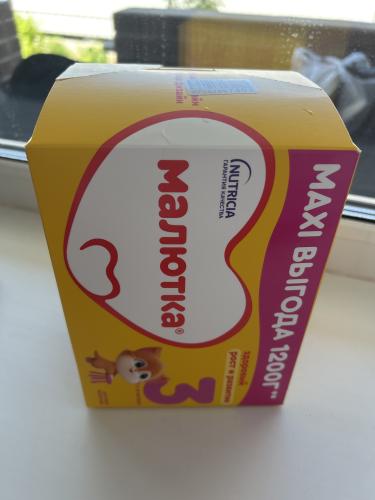 MAXI ВЫГОДА 1200Г**
NUTRICIA
ГАРАНТИЯ КАЧЕСТВА
малютка®
здоровый
рост и развитие
3